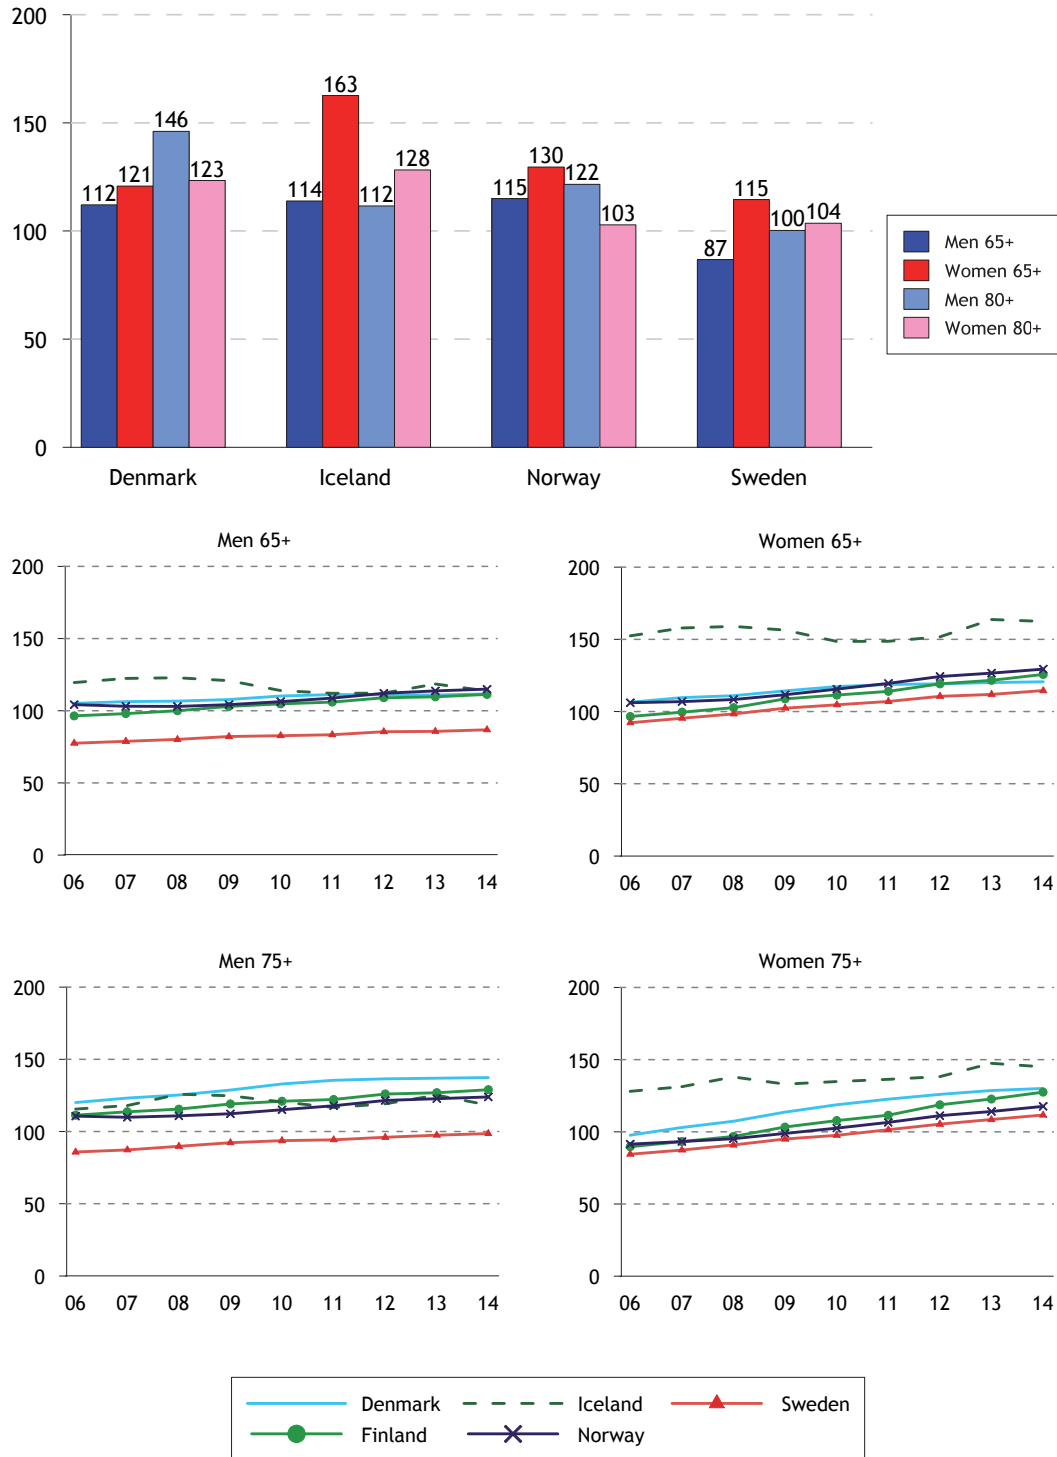 200
150
100
50
0
112
121
146
123
114
163
112
128
115
130
122
103
87
115
100
104
Denmark
Iceland
Norway
Sweden
Men 65+
Women 65+
Men 80+
Women 80+
Men 65+
200
150
100
50
0
06 07 08 09 10 11 12 13 14
Women 65+
200
150
100
50
0
06 07 08 09 10 11 12 13 14
Men 75+
200
150
100
50
0
06 07 08 09 10 11 12 13 14
Women 75+
200
150
100
50
0
06 07 08 09 10 11 12 13 14
Denmark
Iceland
Sweden
Finland
Norway